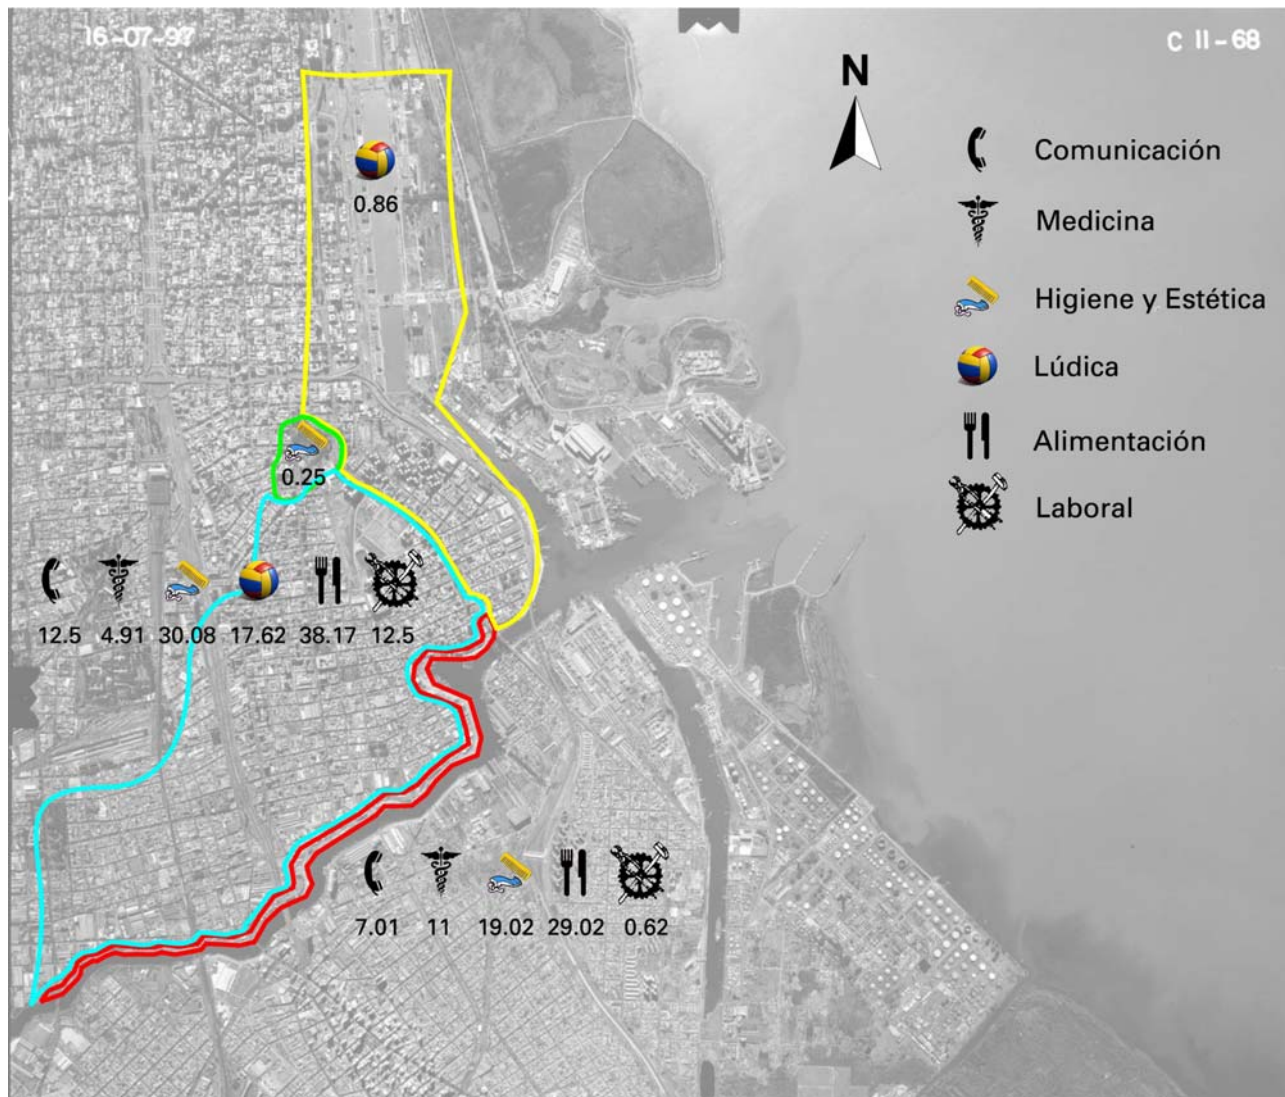 16-07-97
C 11-68
N
Comunicación
Medicina
Higiene y Estética
Lúdica
Alimentación
Laboral
0.86
0.25
12.5 4.91 30.08 17.62 38.17 12.5
7.01 11 19.02 29.02 0.62